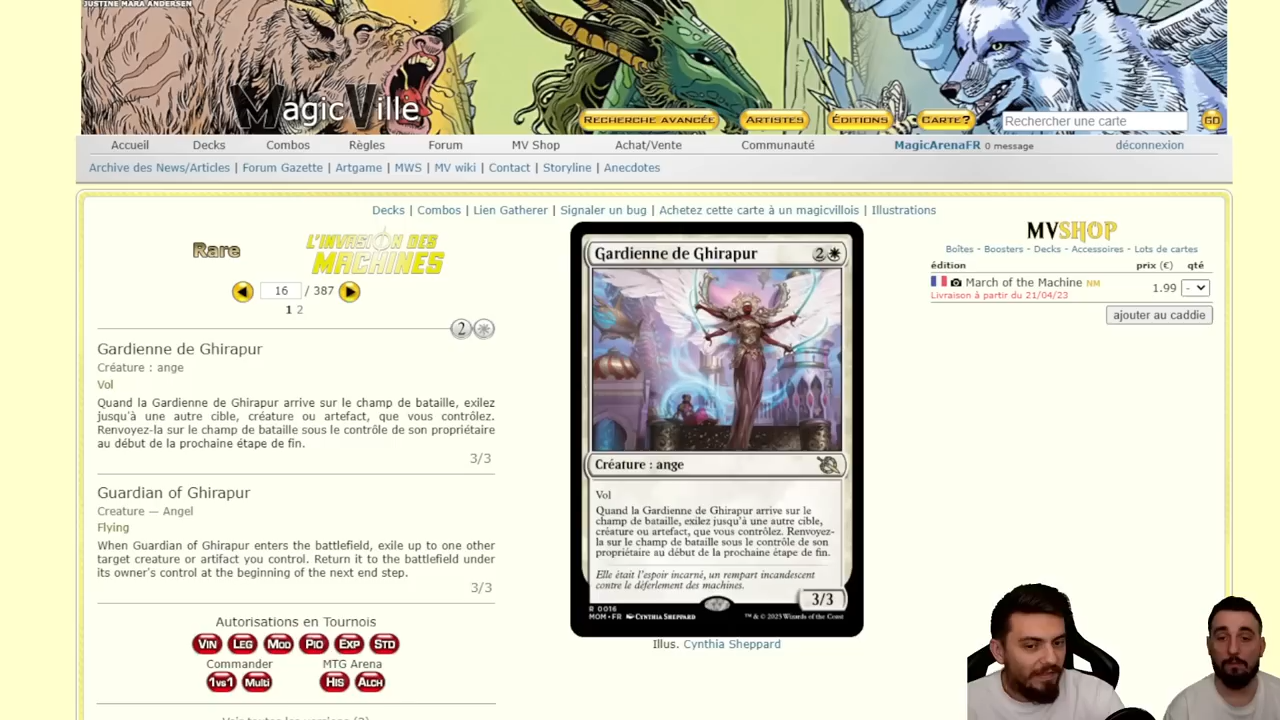 JUSTINE MARA ANDERSEN
MagicVille
RECHERCHE AVANCÉE ARTISTES ÉDITIONS CARTE? Rechercher une carte GO
Accueil Decks Combos Règles Forum MV Shop Achat/Vente Communauté MagicArenaFR 0 message déconnexion
Archive des News/Articles | Forum Gazette | Artgame | MWS | MV wiki | Contact | Storyline | Anecdotes
Decks | Combos | Lien Gatherer | Signaler un bug | Achetez cette carte à un magicvillois | Illustrations
Rare
L'INVASION DES
MACHINES
16 / 387
1 2
2
Gardienne de Ghirapur
Créature : ange
Vol
Quand la Gardienne de Ghirapur arrive sur le champ de bataille, exilez
jusqu'à une autre cible, créature ou artefact, que vous contrôlez.
Renvoyez-la sur le champ de bataille sous le contrôle de son propriétaire
au début de la prochaine étape de fin.
3/3
Guardian of Ghirapur
Creature — Angel
Flying
When Guardian of Ghirapur enters the battlefield, exile up to one other
target creature or artifact you control. Return it to the battlefield under
its owner's control at the beginning of the next end step.
3/3
Autorisations en Tournois
VIN LEG MOD PIO EXP STD
Commander MTG Arena
1vs1 Multi HIS ALCH
Gardienne de Ghirapur 2
Créature : ange
Vol
Quand la Gardienne de Ghirapur arrive sur le
champ de bataille, exilez jusqu'à une autre cible,
créature ou artefact, que vous contrôlez. Renvoyez-
la sur le champ de bataille sous le contrôle de son
propriétaire au début de la prochaine étape de fin.
Elle était l'espoir incarné, un rempart incandescent
contre le déferlement des machines.
3/3
R 0016
MOM • FR CYNTHIA SHEPPARD ™ & © 2023 Wizards of the Coast
Illus. Cynthia Sheppard
MVSHOP
Boîtes - Boosters - Decks - Accessoires - Lots de cartes
édition prix (€) qté
March of the Machine NM 1.99 -
Livraison à partir du 21/04/23
ajouter au caddie